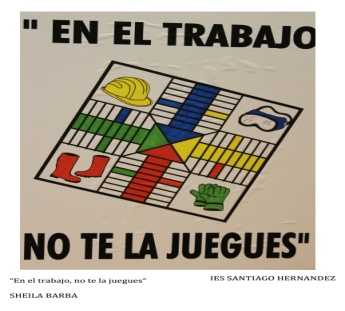 " EN EL TRABAJO
NO TE LA JUEGUES"
"En el trabajo, no te la juegues"
IES SANTIAGO HERNANDEZ
SHEILA BARBA